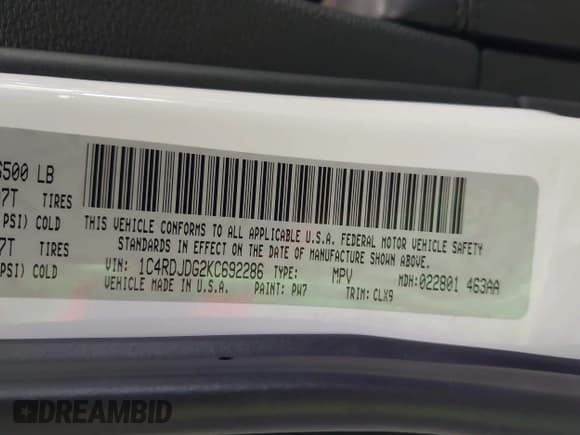 6500 LB
07T TIRES
PSI) COLD
07T TIRES
PSI) COLD
THIS VEHICLE CONFORMS TO ALL APPLICABLE U.S.A. FEDERAL MOTOR VEHICLE SAFETY
STANDARDS IN EFFECT ON THE DATE OF MANUFACTURE SHOWN ABOVE.
VIN: 1C4RDJDG2KC692286 TYPE: MPV MDH:022801 463AA
VEHICLE MADE IN U.S.A. PAINT: PW7 TRIM: CLX9
DREAMBID